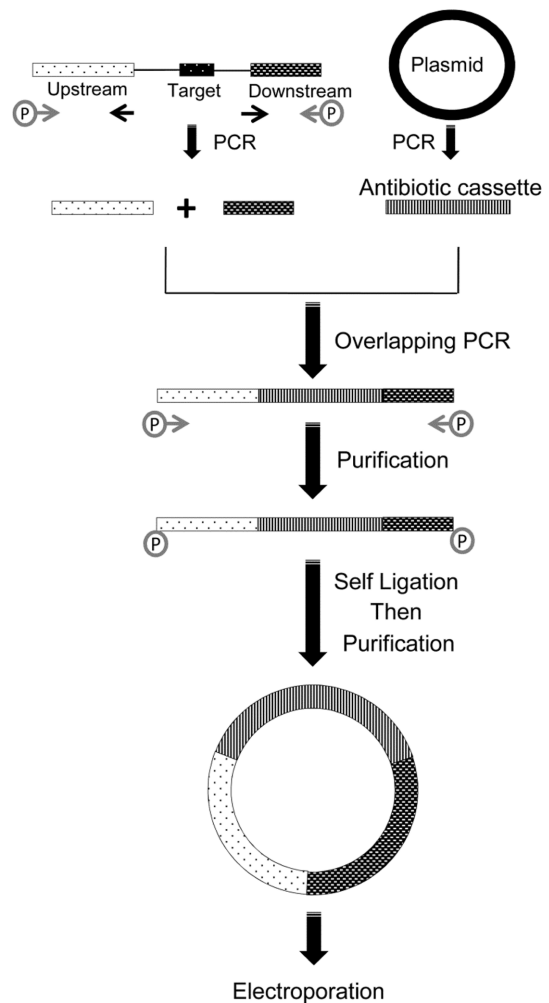 Plasmid
Upstream Target Downstream
P P
PCR PCR
Antibiotic cassette
+
Overlapping PCR
P P
Purification
P P
Self Ligation
Then
Purification
Electroporation